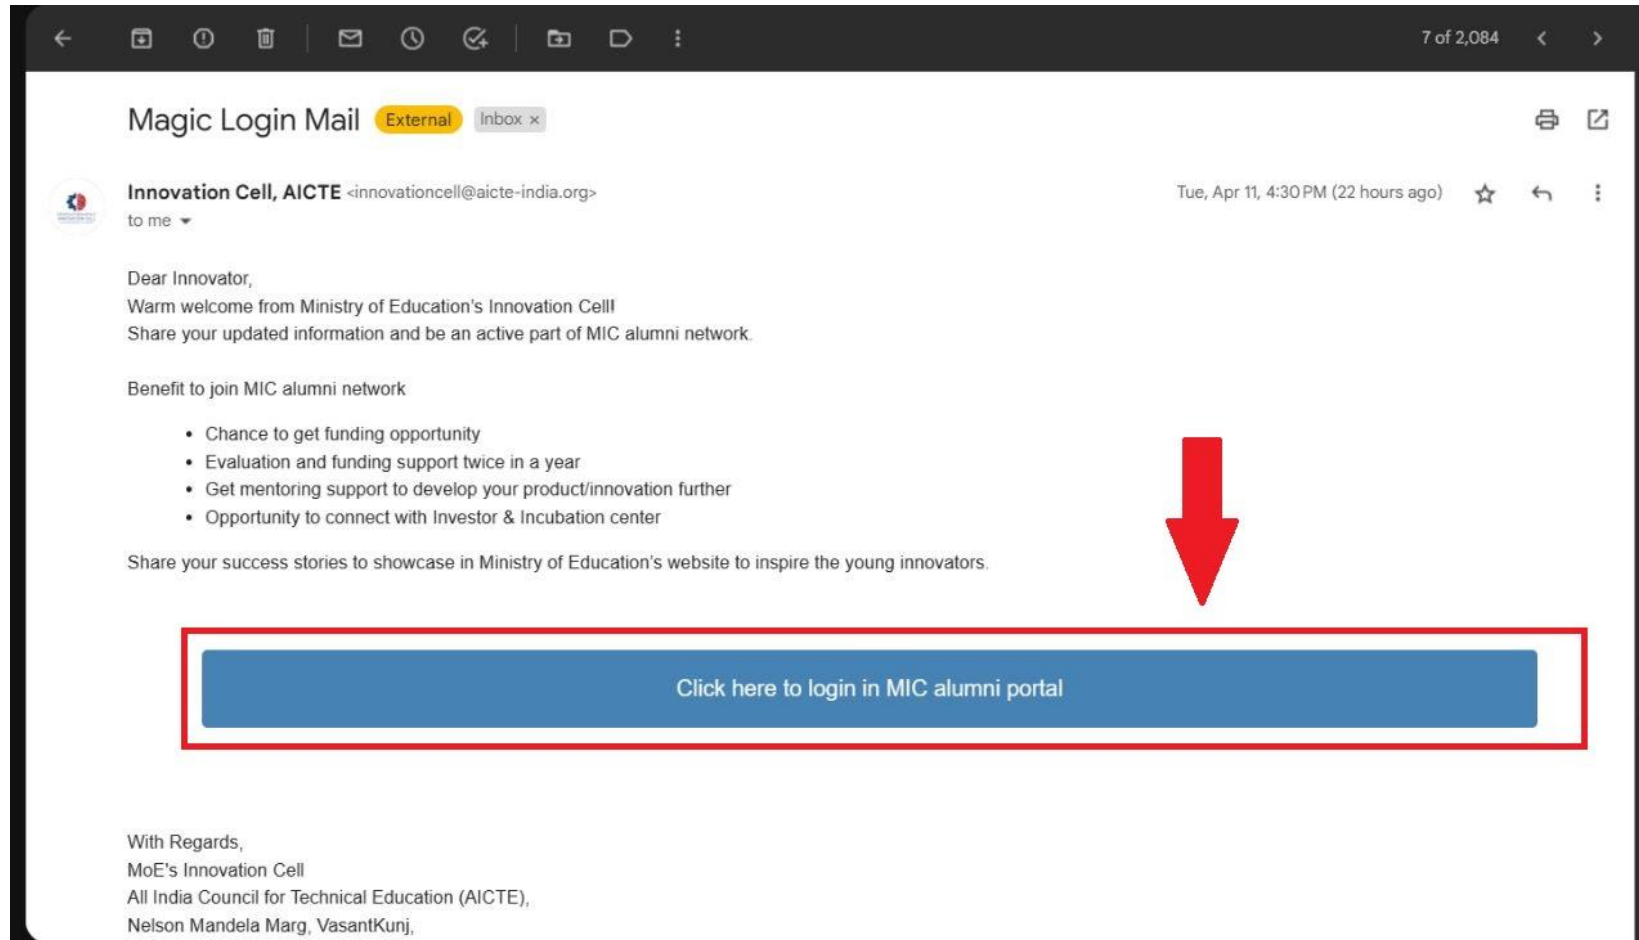 7 of 2,084
Magic Login Mail External Inbox ×
Innovation Cell, AICTE <innovationcell@aicte-india.org> Tue, Apr 11, 4:30 PM (22 hours ago)
to me
Dear Innovator,
Warm welcome from Ministry of Education's Innovation Cell!
Share your updated information and be an active part of MIC alumni network.
Benefit to join MIC alumni network
• Chance to get funding opportunity
• Evaluation and funding support twice in a year
• Get mentoring support to develop your product/innovation further
• Opportunity to connect with Investor & Incubation center
Share your success stories to showcase in Ministry of Education's website to inspire the young innovators.
Click here to login in MIC alumni portal
With Regards,
MoE's Innovation Cell
All India Council for Technical Education (AICTE),
Nelson Mandela Marg, VasantKunj,